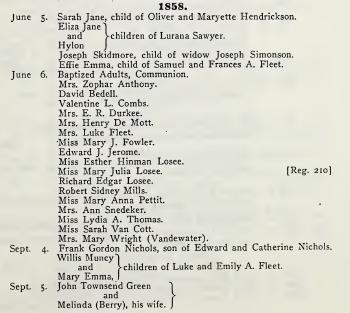 1858.
June 5. Sarah Jane, child of Oliver and Maryette Hendrickson.
Eliza Jane
and
Hylon
children of Lurana Sawyer.
Joseph Skidmore, child of widow Joseph Simonson.
Effie Emma, child of Samuel and Frances A. Fleet.
June 6. Baptized Adults, Communion.
Mrs. Zophar Anthony.
David Bedell.
Valentine L. Combs.
Mrs. E. R. Durkee.
Mrs. Henry De Mott.
Mrs. Luke Fleet.
Miss Mary J. Fowler.
Edward J. Jerome.
Miss Esther Hinman Losee.
Miss Mary Julia Losee. [Reg. 210]
Richard Edgar Losee.
Robert Sidney Mills.
Miss Mary Anna Pettit.
Mrs. Ann Snedeker.
Miss Lydia A. Thomas.
Miss Sarah Van Cott.
Mrs. Mary Wright (Vandewater).
Sept. 4. Frank Gordon Nichols, son of Edward and Catherine Nichols.
Willis Muncy
and
Mary Emma,
children of Luke and Emily A. Fleet.
Sept. 5. John Townsend Green
and
Melinda (Berry), his wife.